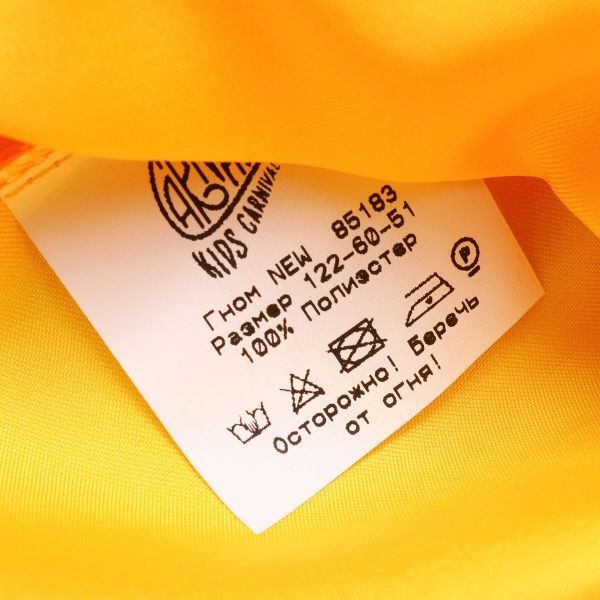 KIDS CARNIVAL
Гном NEW 85183
Размер 122-60-51
100% Полиэстер
P
Осторожно! Беречь
от огня!